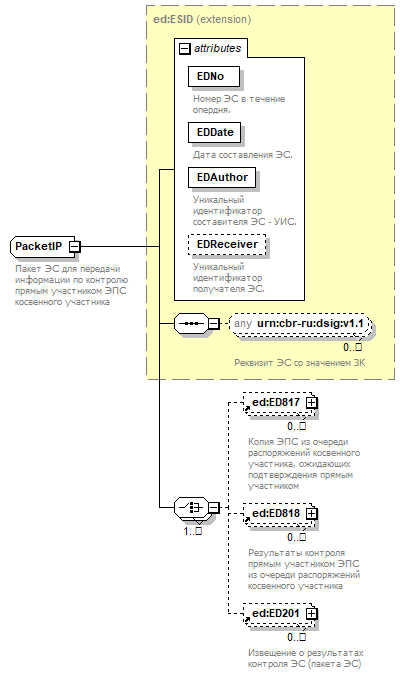 ed:ESID (extension)
attributes
EDNo
Номер ЭС в течение
опердня.
EDDate
Дата составления ЭС.
EDAuthor
Уникальный
идентификатор
составителя ЭС - УИС.
EDReceiver
Уникальный
идентификатор
получателя ЭС.
PacketIP
Пакет ЭС для передачи
информации по контролю
прямым участником ЭПС
косвенного участника
any urn:cbr-ru:dsig:v1.1
0..
Реквизит ЭС со значением ЗК
ed:ED817
0..
Копия ЭПС из очереди
распоряжений косвенного
участника, ожидающих
подтверждения прямым
участником
1..
ed:ED818
0..
Результаты контроля
прямым участником ЭПС
из очереди распоряжений
косвенного участника
ed:ED201
0..
Извещение о результатах
контроля ЭС (пакета ЭС)